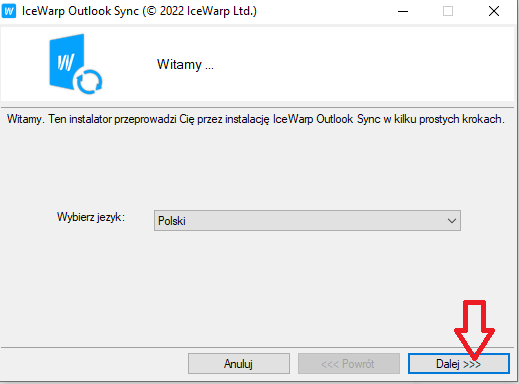 IceWarp Outlook Sync (© 2022 IceWarp Ltd.)
Witamy ...
Witamy. Ten instalator przeprowadzi Cię przez instalację IceWarp Outlook Sync w kilku prostych krokach.
Wybierz jezyk:
Polski
Anuluj
<<< Powrót
Dalej >>>